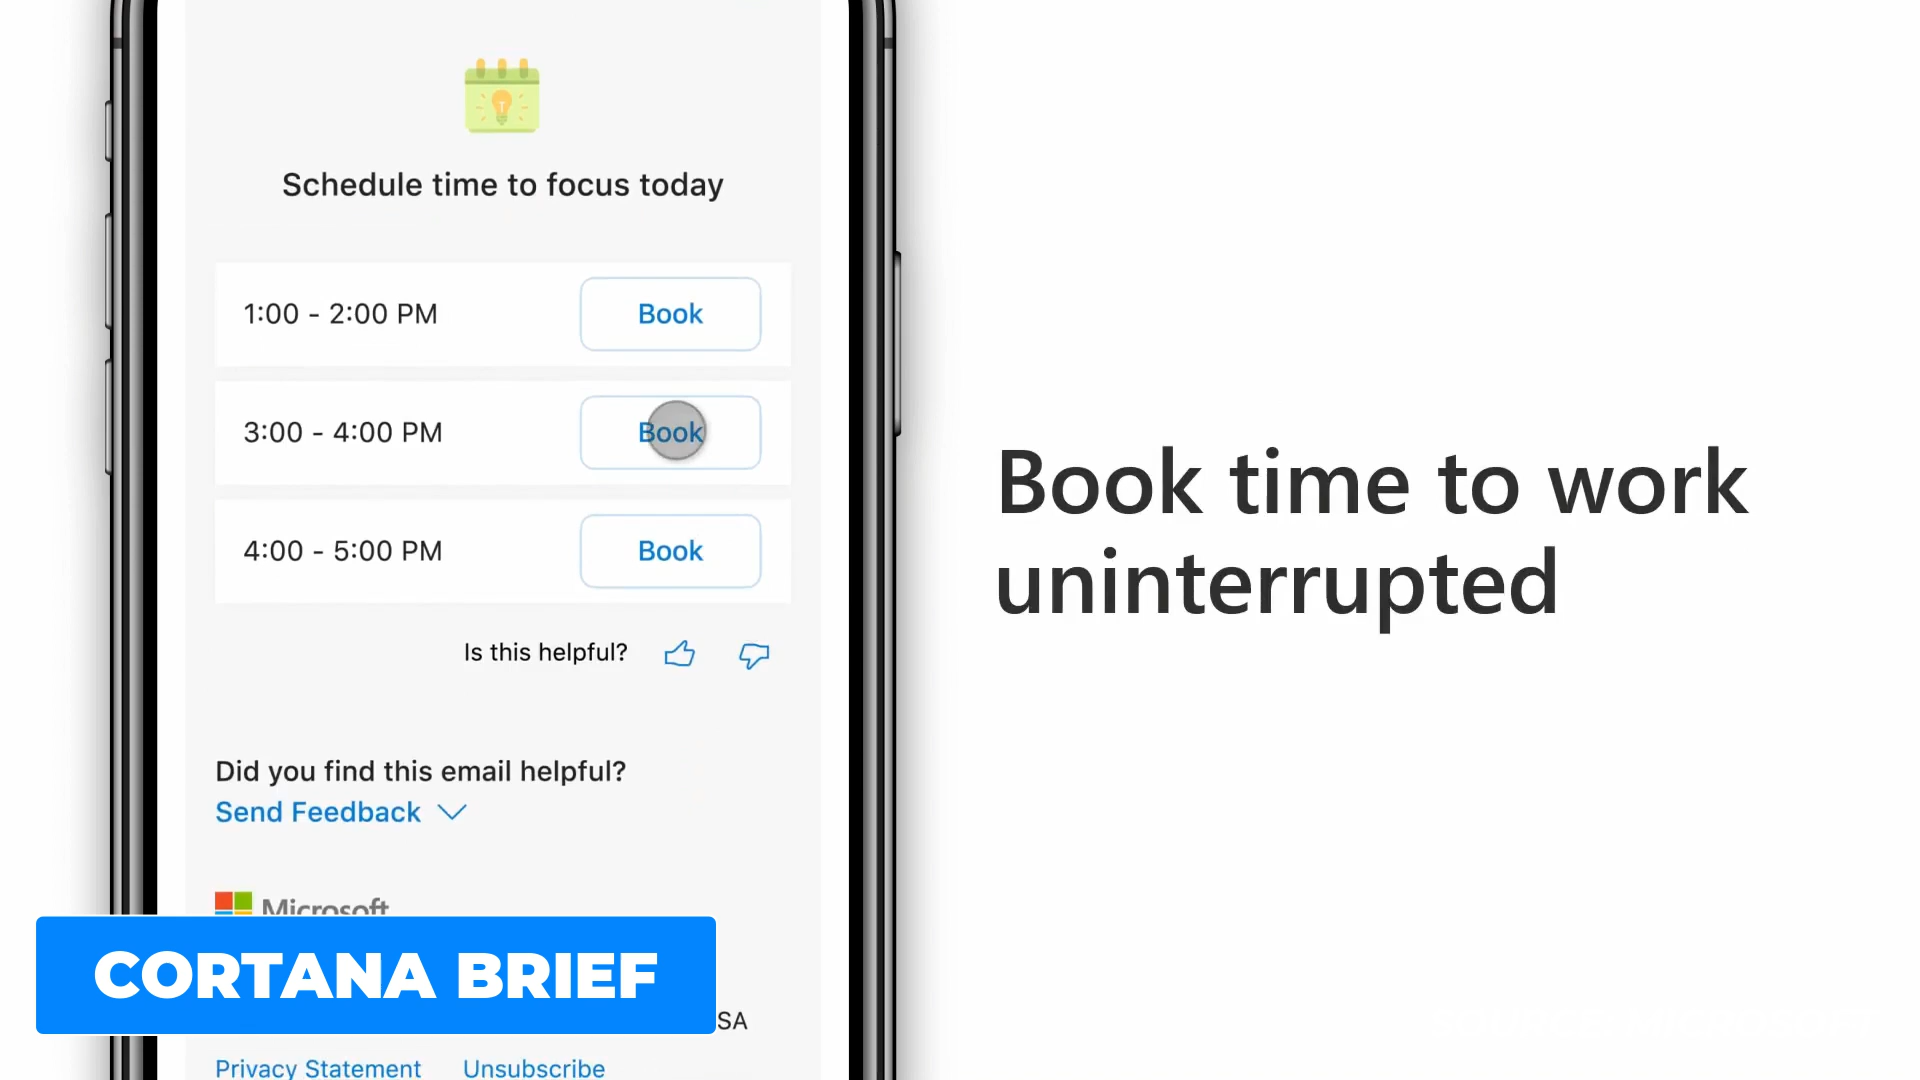 Schedule time to focus today
1:00 - 2:00 PM
Book
3:00 - 4:00 PM
Book
4:00 - 5:00 PM
Book
Is this helpful?
Did you find this email helpful?
Send Feedback
Microsoft
SA
Privacy Statement Unsubscribe
CORTANA BRIEF
Book time to work
uninterrupted